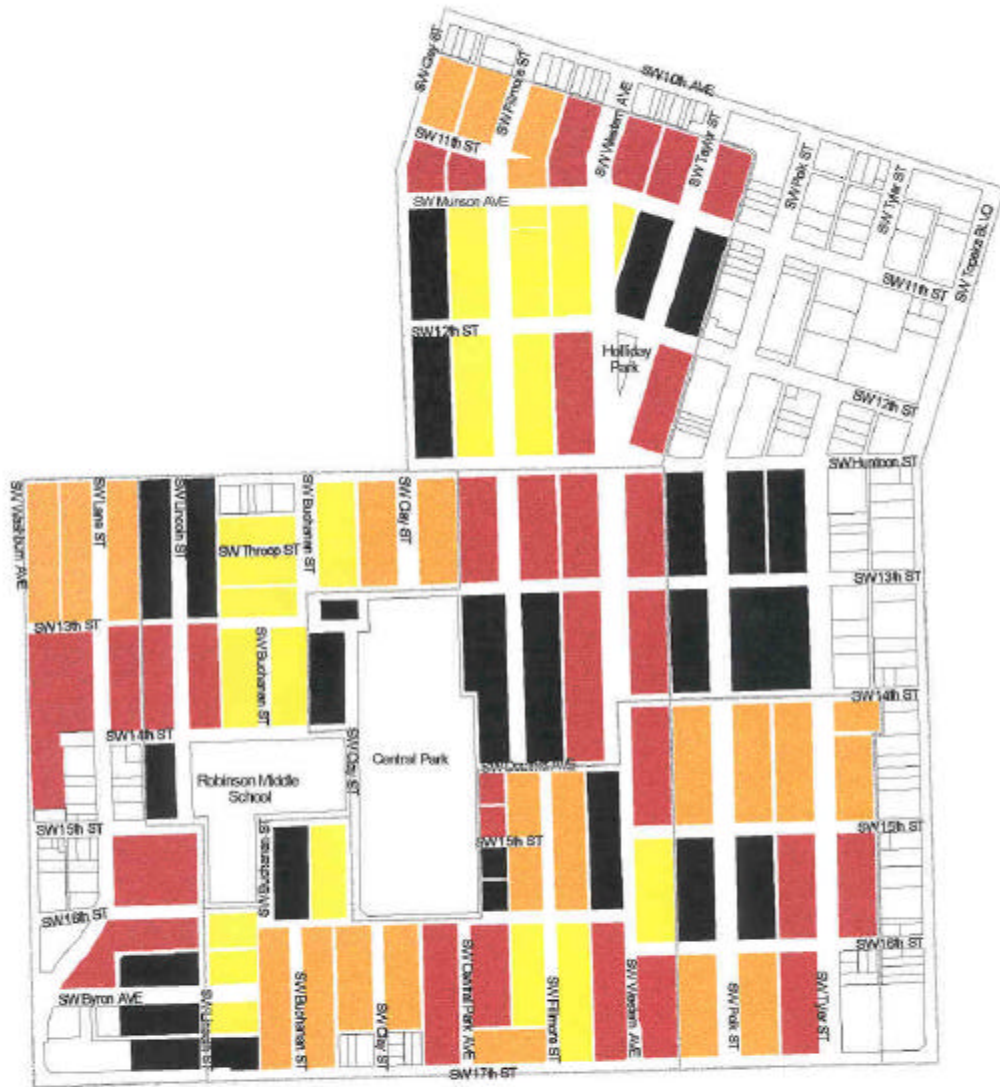 SW 10th AVE
SW Clay ST
SW Fillmore ST
SW Western AVE
SW Taylor ST
SW Polk ST
SW Tyler ST
SW Topeka BLVD
SW 11th ST
SW Munson AVE
SW 11th ST
SW 12th ST
Holliday
Park
SW 12th ST
SW Huntoon ST
SW Washburn AVE
SW Lane ST
SW Lincoln ST
SW Throop ST
SW Buchanan ST
SW Clay ST
SW 13th ST
SW 13th ST
SW Buchanan ST
SW 14th ST
SW 14th ST
SW Clay ST
Central Park
Robinson Middle
School
SW 15th ST
SW 15th ST
SW 15th ST
SW Buchanan ST
SW 16th ST
SW 16th ST
SW Byron AVE
SW Lincoln ST
SW Buchanan ST
SW Clay ST
SW Central Park AVE
SW Fillmore ST
SW Western AVE
SW Polk ST
SW Tyler ST
SW 17th ST